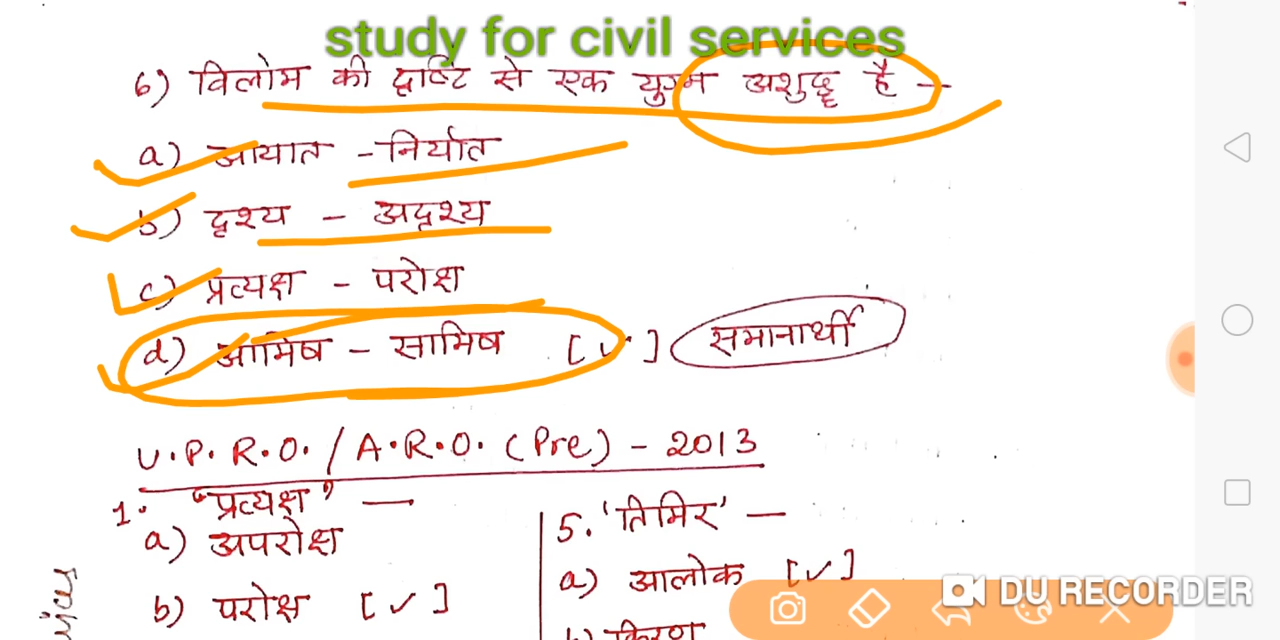 study for civil services
6) विलोम की दृष्टि से एक युग्म अशुद्ध है -
a) आयात - निर्यात
b) दृश्य - अदृश्य
c) प्रत्यक्ष - परोक्ष
d) आमिष - सामिष [✓] समानार्थी
U.P. R.O. / A.R.O. (Pre) - 2013
1. "प्रत्यक्ष" —
a) अपरोक्ष
b) परोक्ष [✓]
5. 'तिमिर' —
a) आलोक [✓]
b) किरण
DU RECORDER